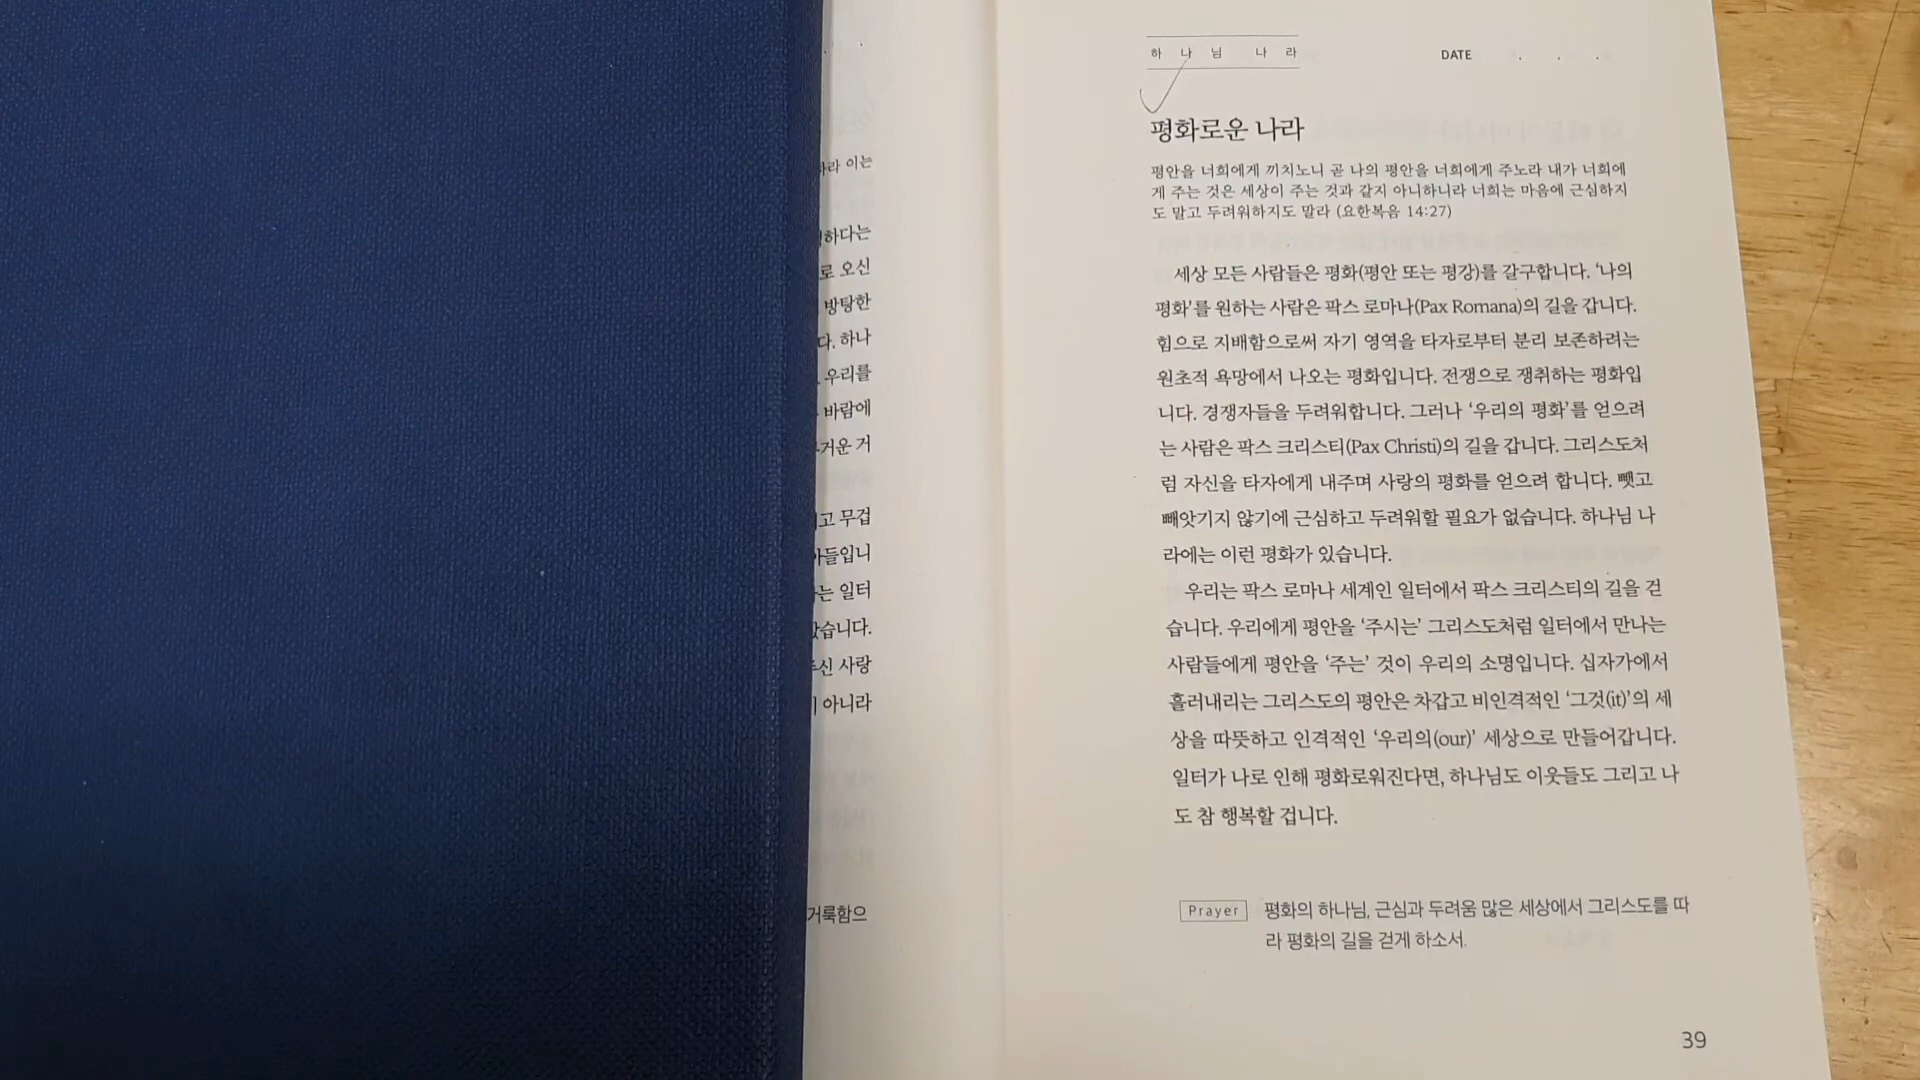 라 이는
하다는
로 오신
방탕한
다. 하나
우리를
바람에
거운 거
고 무겁
아들입니
는 일터
았습니다.
신 사랑
아니라
거룩함으
하나님 나라
DATE . . .
평화로운 나라
평안을 너희에게 끼치노니 곧 나의 평안을 너희에게 주노라 내가 너희에
게 주는 것은 세상이 주는 것과 같지 아니하니라 너희는 마음에 근심하지
도 말고 두려워하지도 말라 (요한복음 14:27)
세상 모든 사람들은 평화(평안 또는 평강)를 갈구합니다. ‘나의
평화’를 원하는 사람은 팍스 로마나(Pax Romana)의 길을 갑니다.
힘으로 지배함으로써 자기 영역을 타자로부터 분리 보존하려는
원초적 욕망에서 나오는 평화입니다. 전쟁으로 쟁취하는 평화입
니다. 경쟁자들을 두려워합니다. 그러나 ‘우리의 평화’를 얻으려
는 사람은 팍스 크리스티(Pax Christi)의 길을 갑니다. 그리스도처
럼 자신을 타자에게 내주며 사랑의 평화를 얻으려 합니다. 뺏고
빼앗기지 않기에 근심하고 두려워할 필요가 없습니다. 하나님 나
라에는 이런 평화가 있습니다.
우리는 팍스 로마나 세계인 일터에서 팍스 크리스티의 길을 걷
습니다. 우리에게 평안을 ‘주시는’ 그리스도처럼 일터에서 만나는
사람들에게 평안을 ‘주는’ 것이 우리의 소명입니다. 십자가에서
흘러내리는 그리스도의 평안은 차갑고 비인격적인 ‘그것(it)’의 세
상을 따뜻하고 인격적인 ‘우리의(our)’ 세상으로 만들어갑니다.
일터가 나로 인해 평화로워진다면, 하나님도 이웃들도 그리고 나
도 참 행복할 겁니다.
Prayer 평화의 하나님, 근심과 두려움 많은 세상에서 그리스도를 따
라 평화의 길을 걷게 하소서.
39